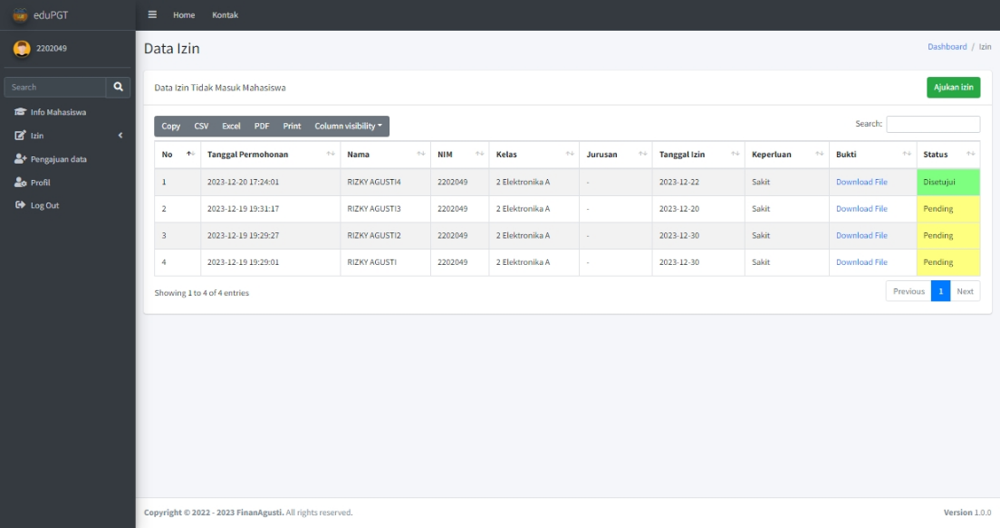 eduPGT
Home Kontak
2202049
Search
Info Mahasiswa
Izin
Pengajuan data
Profil
Log Out
Data Izin
Dashboard / Izin
Data Izin Tidak Masuk Mahasiswa
Ajukan izin
Copy CSV Excel PDF Print Column visibility
Search:
No Tanggal Permohonan Nama NIM Kelas Jurusan Tanggal Izin Keperluan Bukti Status
1 2023-12-20 17:24:01 RIZKY AGUSTI4 2202049 2 Elektronika A - 2023-12-22 Sakit Download File Disetujui
2 2023-12-19 19:31:17 RIZKY AGUSTI3 2202049 2 Elektronika A - 2023-12-20 Sakit Download File Pending
3 2023-12-19 19:29:27 RIZKY AGUSTI2 2202049 2 Elektronika A - 2023-12-30 Sakit Download File Pending
4 2023-12-19 19:29:01 RIZKY AGUSTI 2202049 2 Elektronika A - 2023-12-30 Sakit Download File Pending
Showing 1 to 4 of 4 entries
Previous 1 Next
Copyright © 2022 - 2023 FinanAgusti. All rights reserved.
Version 1.0.0